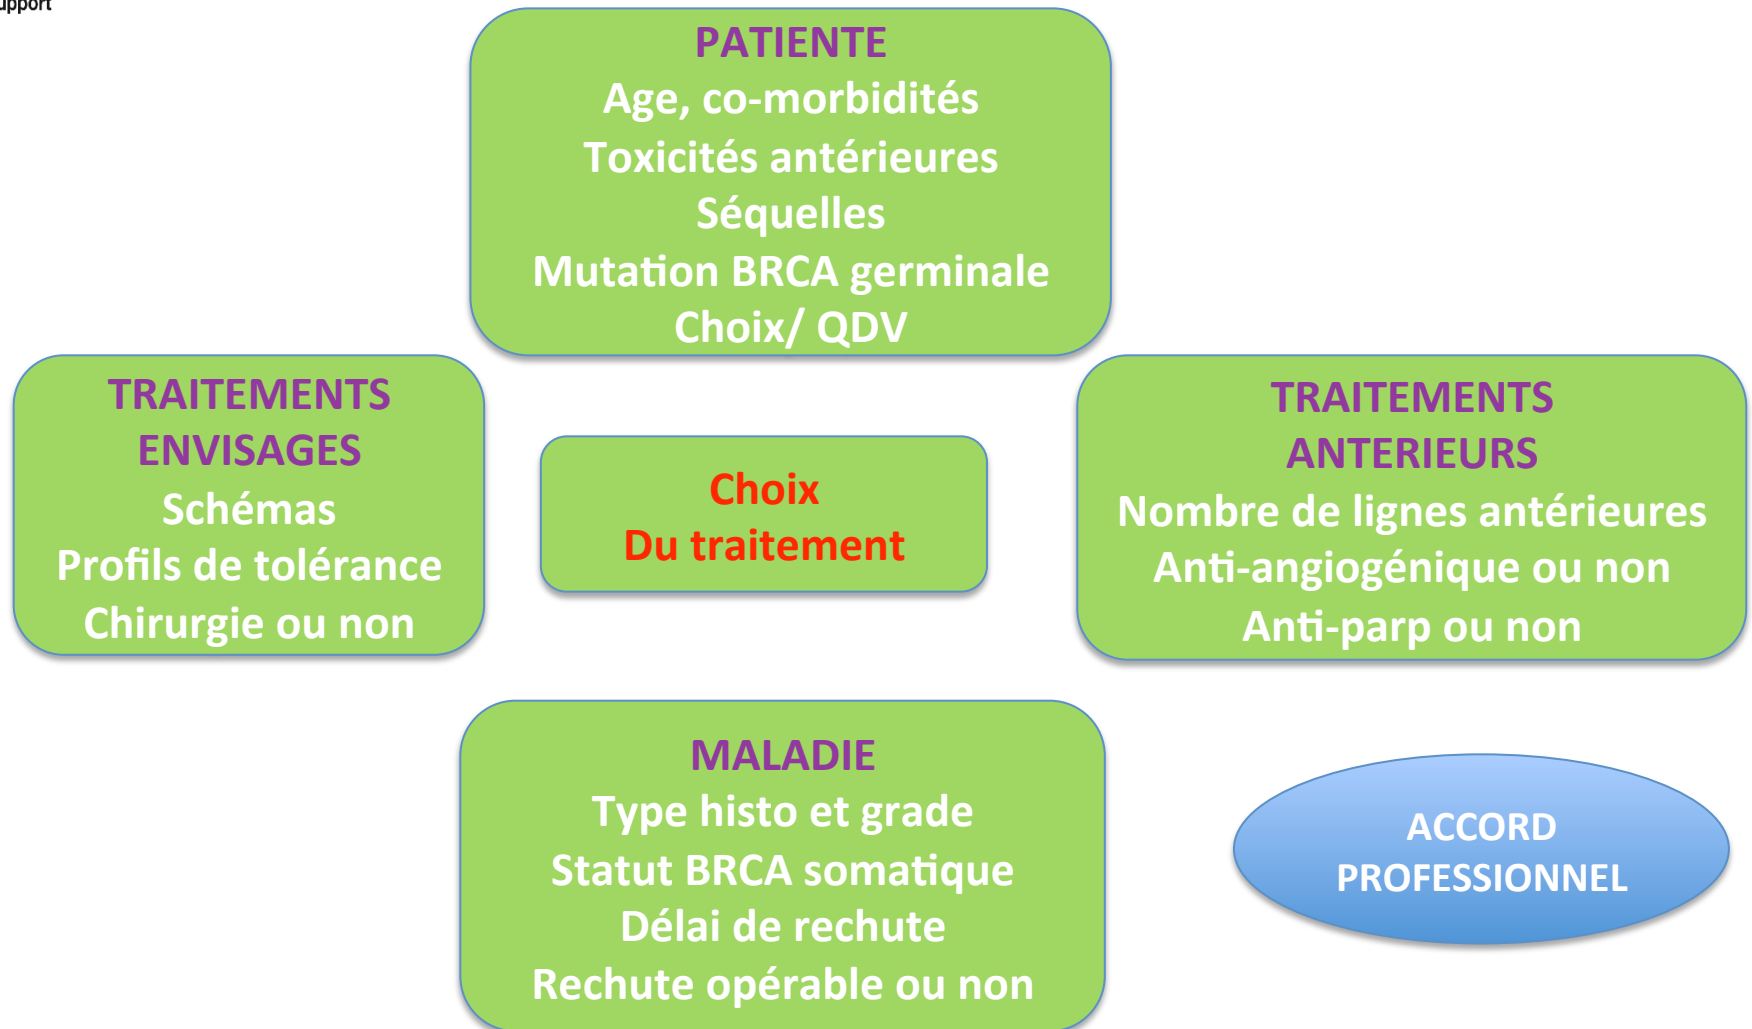 upport
PATIENTE
Age, co-morbidités
Toxicités antérieures
Séquelles
Mutation BRCA germinale
Choix/ QDV
TRAITEMENTS
ENVISAGES
Schémas
Profils de tolérance
Chirurgie ou non
Choix
Du traitement
TRAITEMENTS
ANTERIEURS
Nombre de lignes antérieures
Anti-angiogénique ou non
Anti-parp ou non
MALADIE
Type histo et grade
Statut BRCA somatique
Délai de rechute
Rechute opérable ou non
ACCORD
PROFESSIONNEL